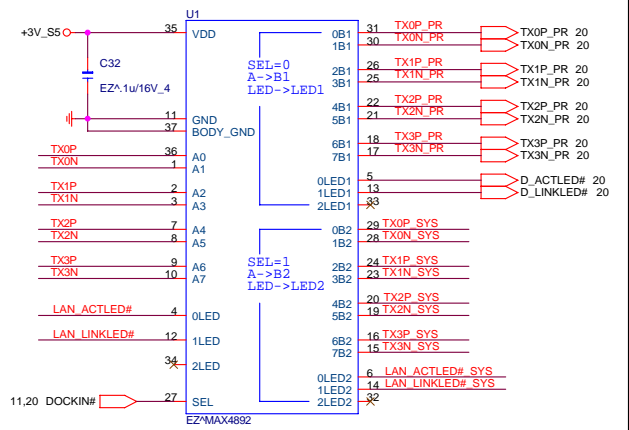 U1
+3V_S5 35 VDD 0B1 31 TX0P_PR TX0P_PR 20
1B1 30 TX0N_PR TX0N_PR 20
C32
EZ^.1u/16V_4
SEL=0
A->B1
LED->LED1
2B1 26 TX1P_PR TX1P_PR 20
3B1 25 TX1N_PR TX1N_PR 20
4B1 22 TX2P_PR TX2P_PR 20
11 GND 5B1 21 TX2N_PR TX2N_PR 20
37 BODY_GND
6B1 18 TX3P_PR TX3P_PR 20
TX0P 36 A0 7B1 17 TX3N_PR TX3N_PR 20
TX0N 1 A1
0LED1 5 D_ACTLED# 20
TX1P 2 A2 1LED1 13 D_LINKLED# 20
TX1N 3 A3 2LED1 33
TX2P 7 A4 0B2 29 TX0P_SYS
TX2N 8 A5 1B2 28 TX0N_SYS
SEL=1
A->B2
LED->LED2
TX3P 9 A6 2B2 24 TX1P_SYS
TX3N 10 A7 3B2 23 TX1N_SYS
4B2 20 TX2P_SYS
LAN_ACTLED# 4 0LED 5B2 19 TX2N_SYS
LAN_LINKLED# 12 1LED 6B2 16 TX3P_SYS
7B2 15 TX3N_SYS
34 2LED
0LED2 6 LAN_ACTLED#_SYS
1LED2 14 LAN_LINKLED#_SYS
11,20 DOCKIN# 27 SEL 2LED2 32
EZ^MAX4892